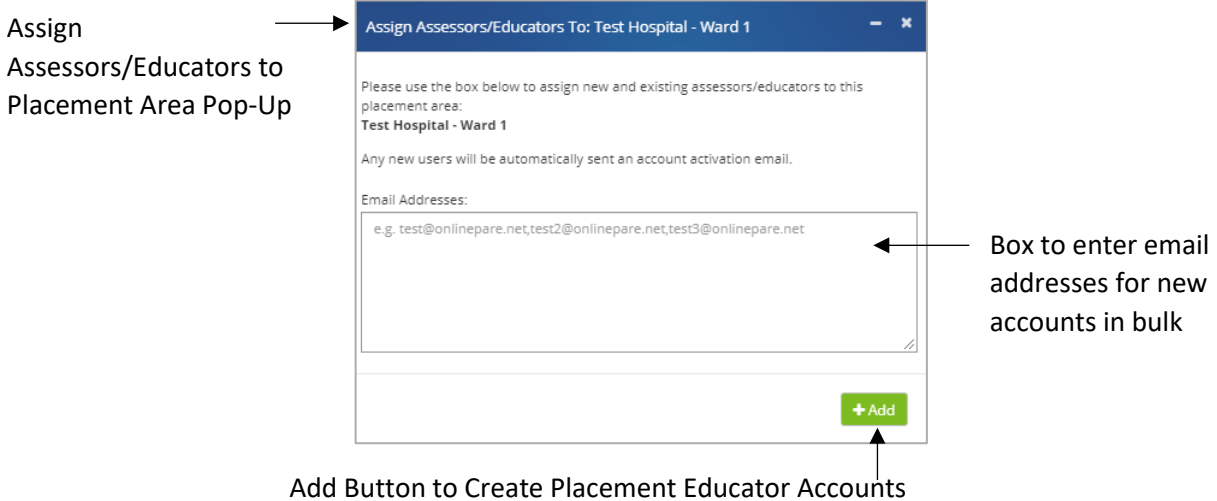 Assign
Assessors/Educators to
Placement Area Pop-Up
Assign Assessors/Educators To: Test Hospital - Ward 1
Please use the box below to assign new and existing assessors/educators to this
placement area:
Test Hospital - Ward 1
Any new users will be automatically sent an account activation email.
Email Addresses:
e.g. test@onlinepare.net,test2@onlinepare.net,test3@onlinepare.net
Box to enter email
addresses for new
accounts in bulk
+ Add
Add Button to Create Placement Educator Accounts